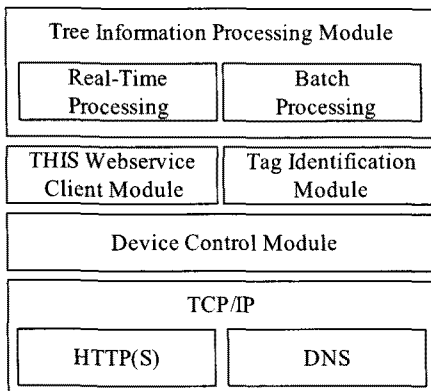 Tree Information Processing Module
Real-Time
Processing
Batch
Processing
THIS Webservice
Client Module
Tag Identification
Module
Device Control Module
TCP/IP
HTTP(S)
DNS